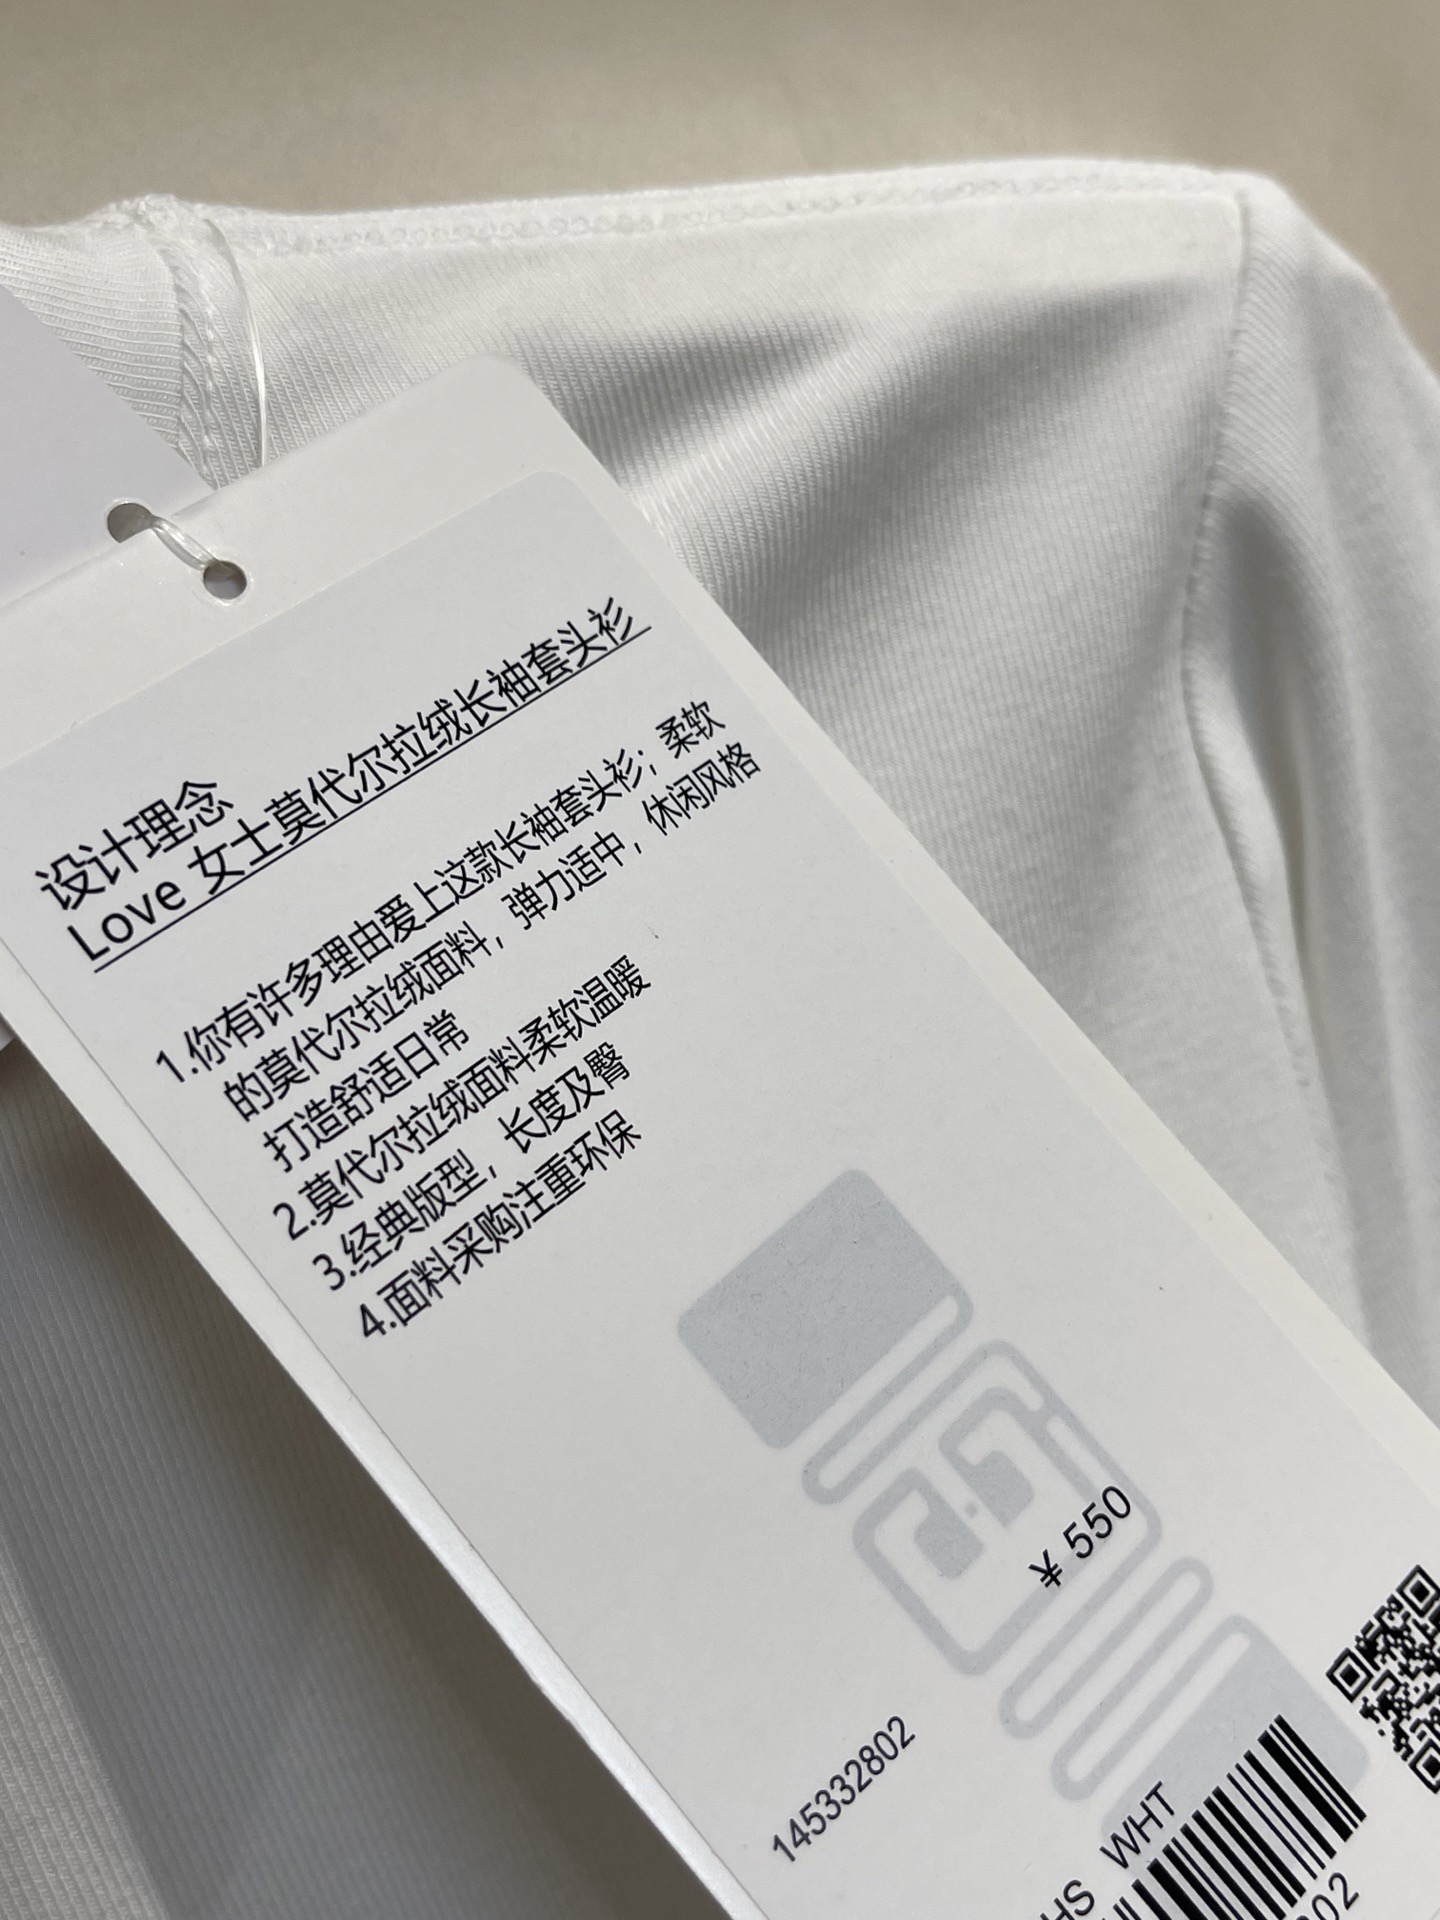 设计理念
Love 女士莫代尔拉绒长袖套头衫
1.你有许多理由爱上这款长袖套头衫；柔软
的莫代尔拉绒面料，弹力适中，休闲风格
打造舒适日常
2.莫代尔拉绒面料柔软温暖
3.经典版型，长度及臀
4.面料采购注重环保
¥ 550
145332802
HS WHT